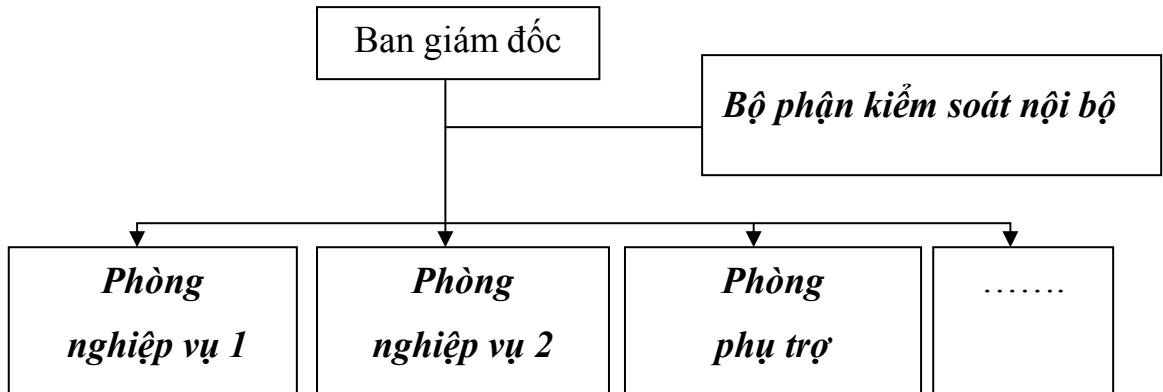 Ban giám đốc
Bộ phận kiểm soát nội bộ
Phòng
nghiệp vụ 1
Phòng
nghiệp vụ 2
Phòng
phụ trợ
…….